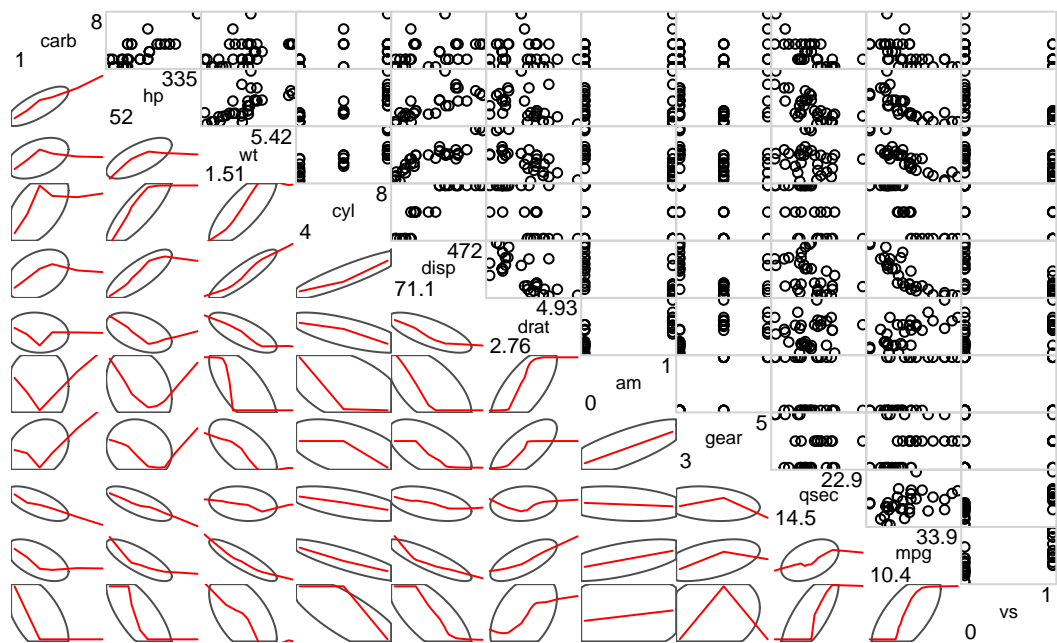 8
carb
1
335
hp
52
5.42
wt
1.51
8
cyl
4
472
disp
71.1
4.93
drat
2.76
1
am
0
5
gear
3
22.9
qsec
14.5
33.9
mpg
10.4
1
vs
0